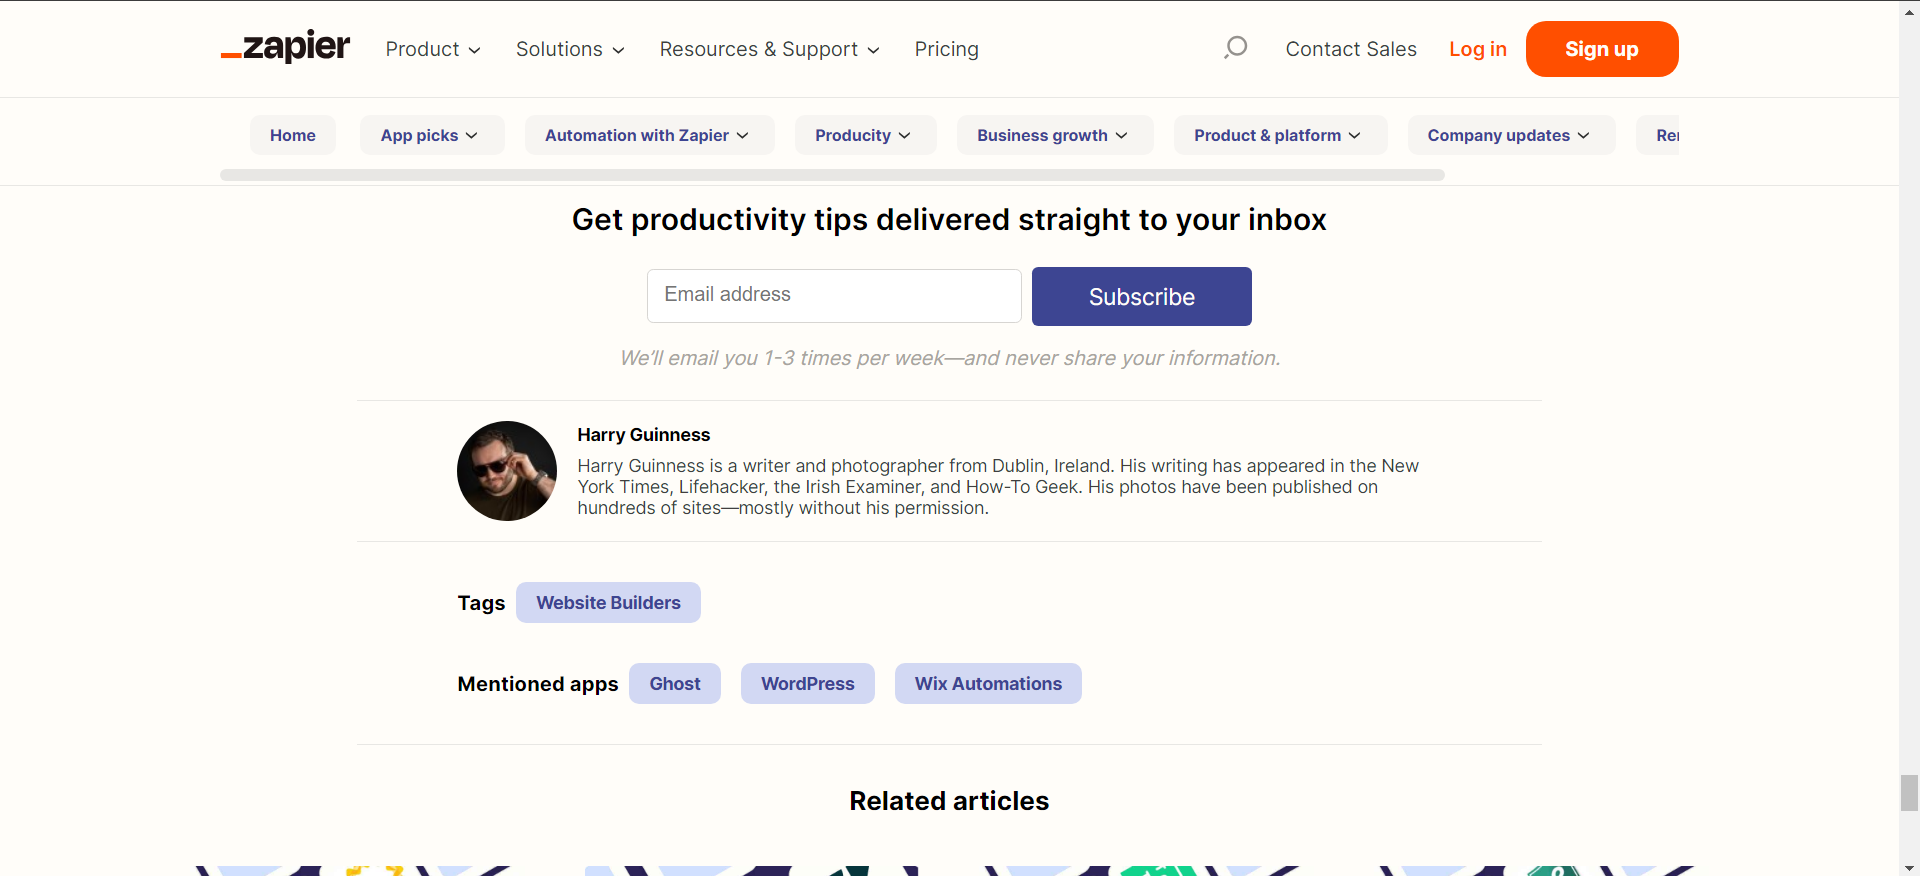 zapier Product Solutions Resources & Support Pricing Contact Sales Log in Sign up
Home App picks Automation with Zapier Producity Business growth Product & platform Company updates
Get productivity tips delivered straight to your inbox
Email address Subscribe
We'll email you 1-3 times per week—and never share your information.
Harry Guinness
Harry Guinness is a writer and photographer from Dublin, Ireland. His writing has appeared in the New
York Times, Lifehacker, the Irish Examiner, and How-To Geek. His photos have been published on
hundreds of sites—mostly without his permission.
Tags Website Builders
Mentioned apps Ghost WordPress Wix Automations
Related articles